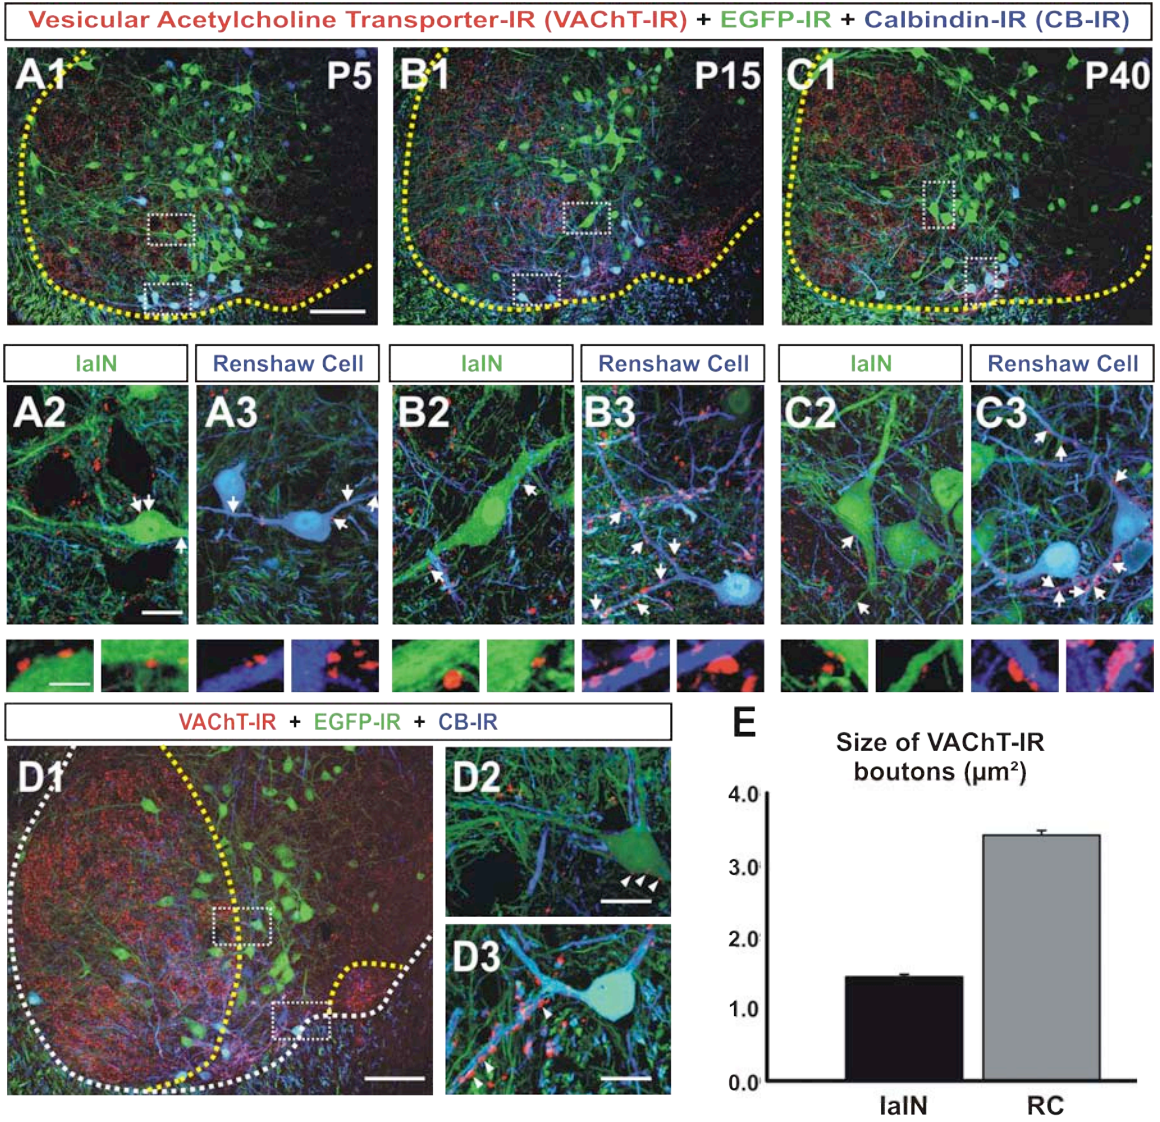 Vesicular Acetylcholine Transporter-IR (VAChT-IR) + EGFP-IR + Calbindin-IR (CB-IR)
A1 P5 B1 P15 C1 P40
IaIN Renshaw Cell IaIN Renshaw Cell IaIN Renshaw Cell
A2 A3 B2 B3 C2 C3
VAChT-IR + EGFP-IR + CB-IR
D1
D2
D3
E
Size of VAChT-IR
boutons (µm²)
4.0
3.0
2.0
1.0
0.0
IaIN RC